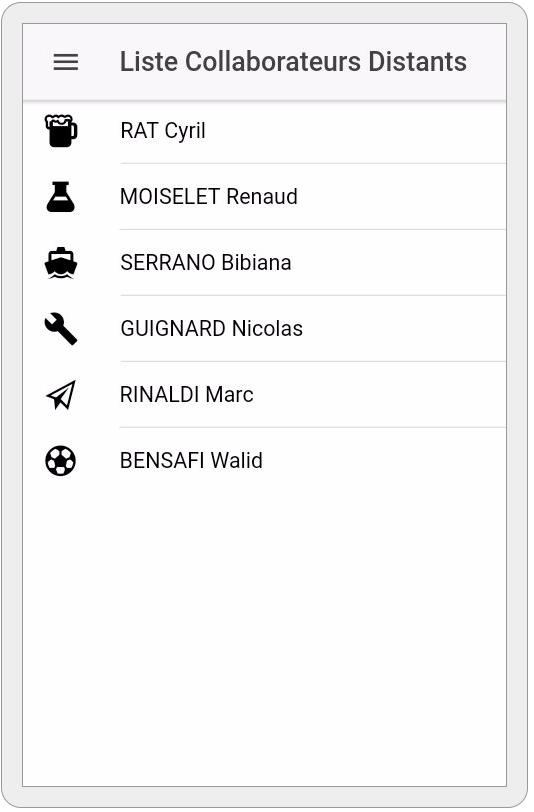 Liste Collaborateurs Distants
RAT Cyril
MOISELET Renaud
SERRANO Bibiana
GUIGNARD Nicolas
RINALDI Marc
BENSAFI Walid